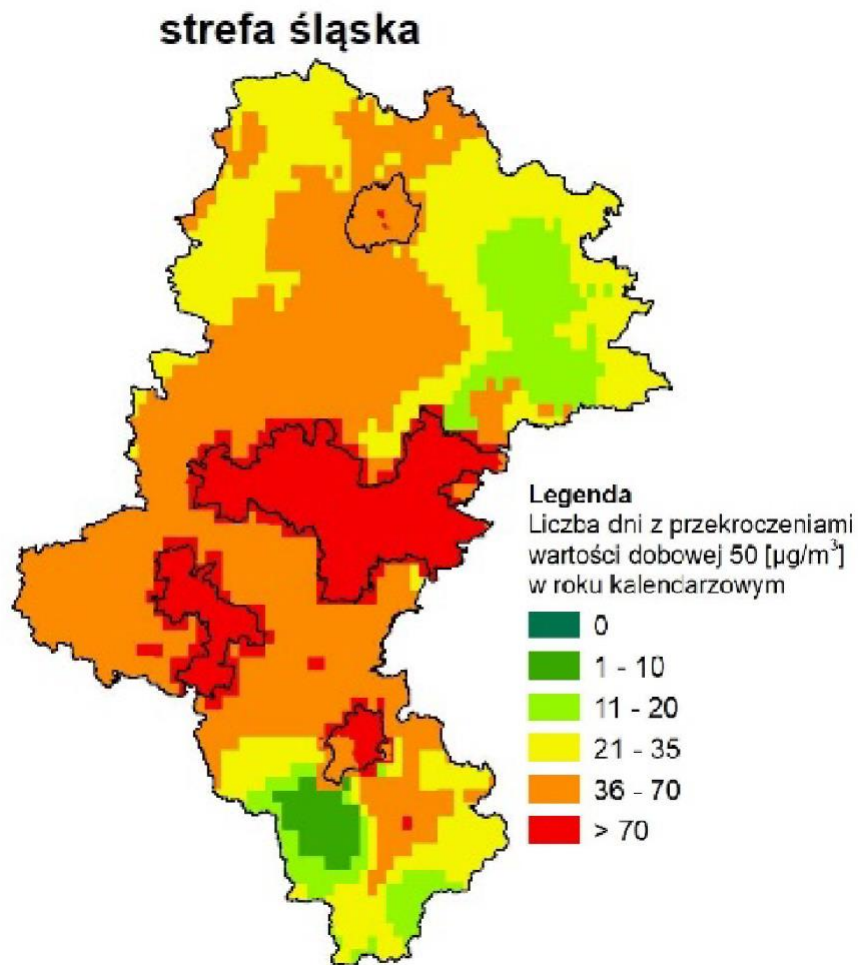 strefa śląska
Legenda
Liczba dni z przekroczeniami
wartości dobowej 50 [µg/m³]
w roku kalendarzowym
0
1 - 10
11 - 20
21 - 35
36 - 70
> 70